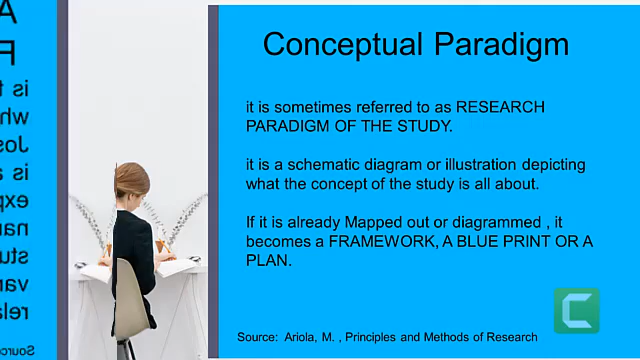 Conceptual Paradigm
it is sometimes referred to as RESEARCH
PARADIGM OF THE STUDY.
it is a schematic diagram or illustration depicting
what the concept of the study is all about.
If it is already Mapped out or diagrammed , it
becomes a FRAMEWORK, A BLUE PRINT OR A
PLAN.
Source: Ariola, M. , Principles and Methods of Research